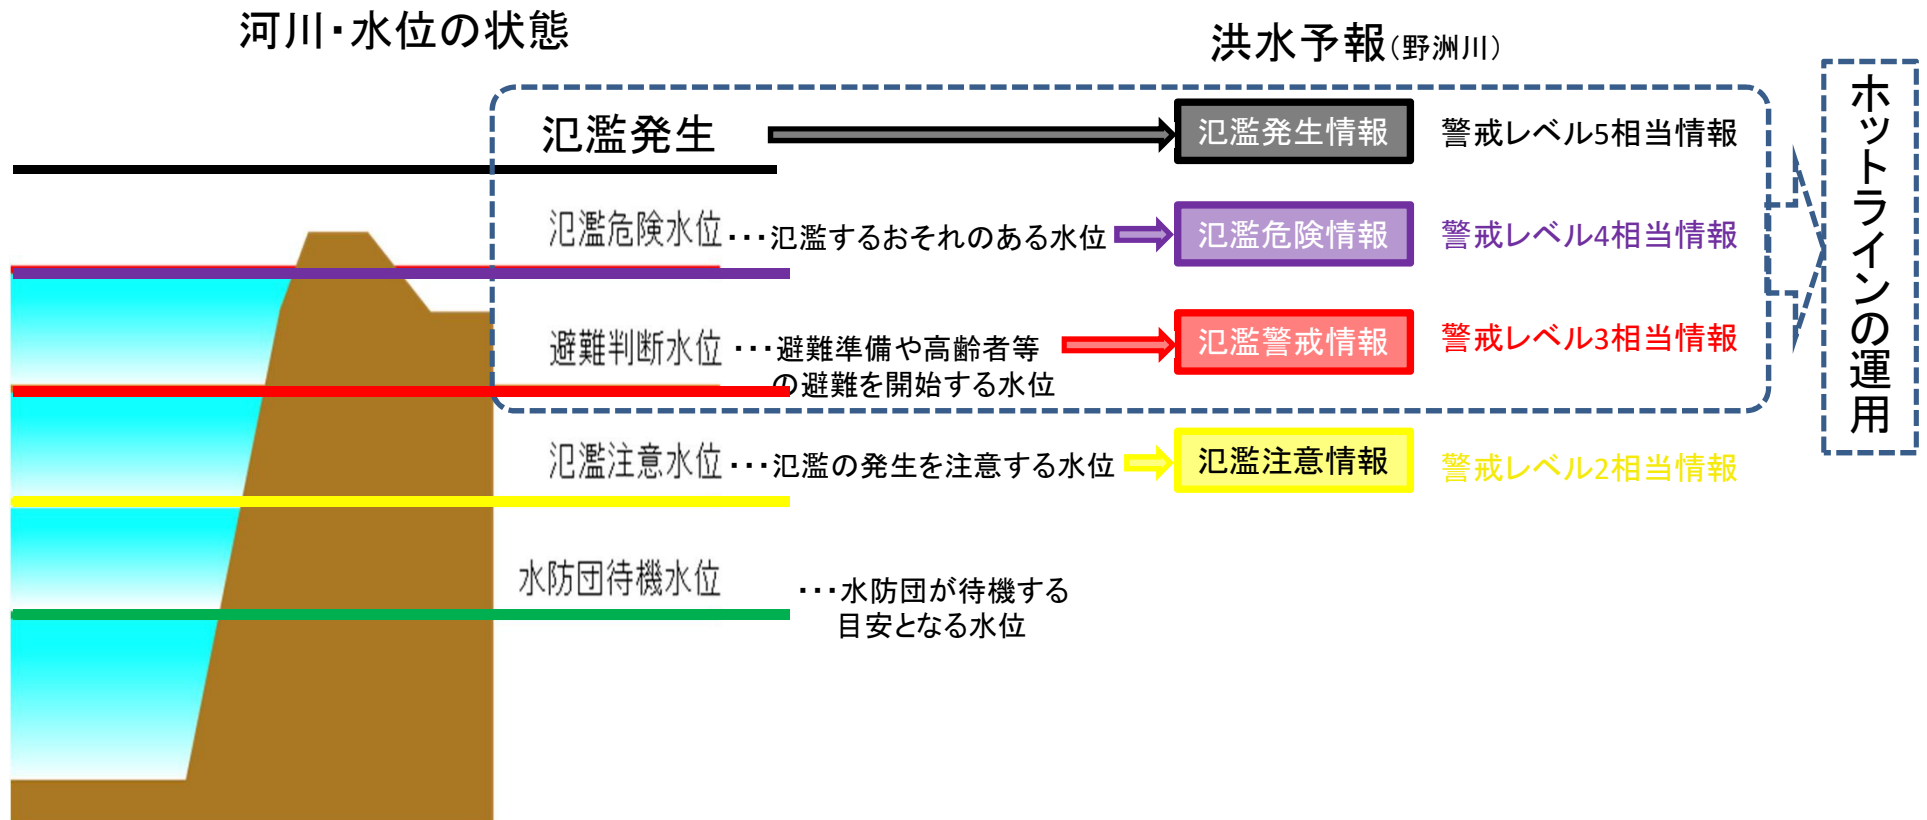 河川・水位の状態
洪水予報(野洲川)
氾濫発生
氾濫発生情報
警戒レベル5相当情報
氾濫危険水位
・・・氾濫するおそれのある水位
氾濫危険情報
警戒レベル4相当情報
避難判断水位
・・・避難準備や高齢者等
の避難を開始する水位
氾濫警戒情報
警戒レベル3相当情報
氾濫注意水位
・・・氾濫の発生を注意する水位
氾濫注意情報
警戒レベル2相当情報
水防団待機水位
・・・水防団が待機する
目安となる水位
ホットラインの運用